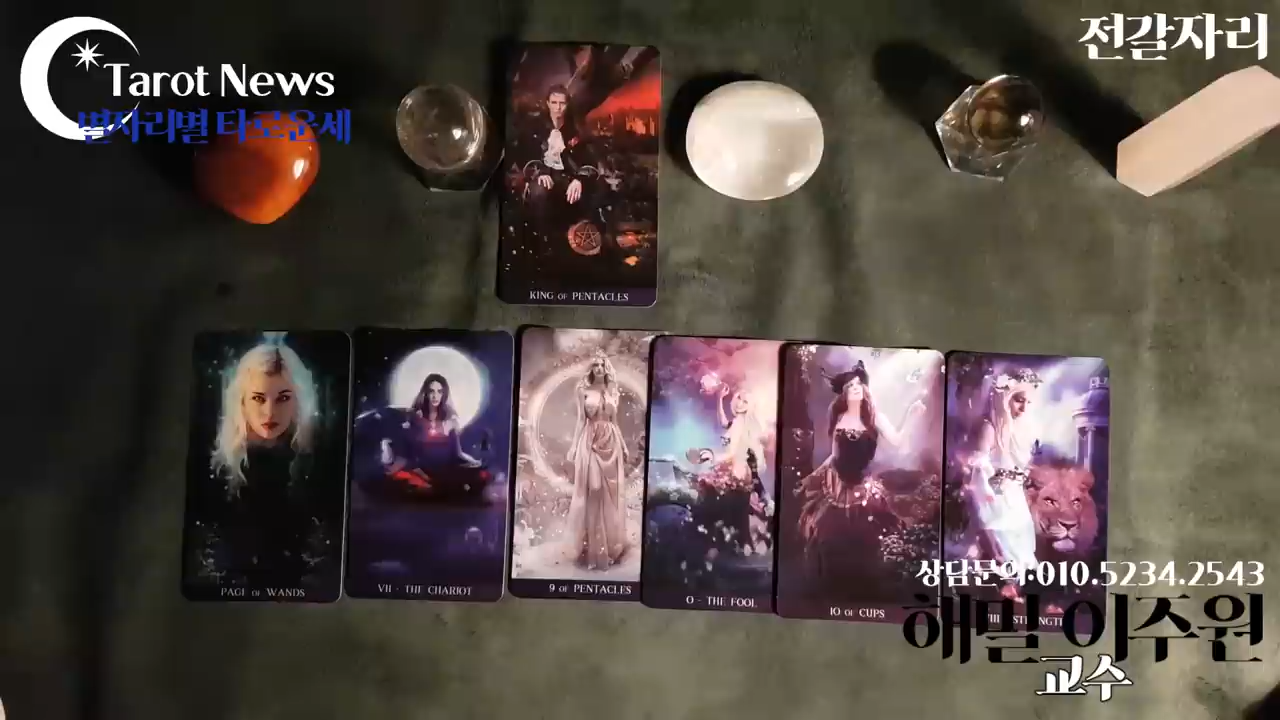 전갈자리
Tarot News
별자리별 타로운세
KING OF PENTACLES
PAGE OF WANDS
VII - THE CHARIOT
9 OF PENTACLES
0 - THE FOOL
10 OF CUPS
VIII - STRENGTH
상담문의:010.5234.2543
해밀 이주원
교수